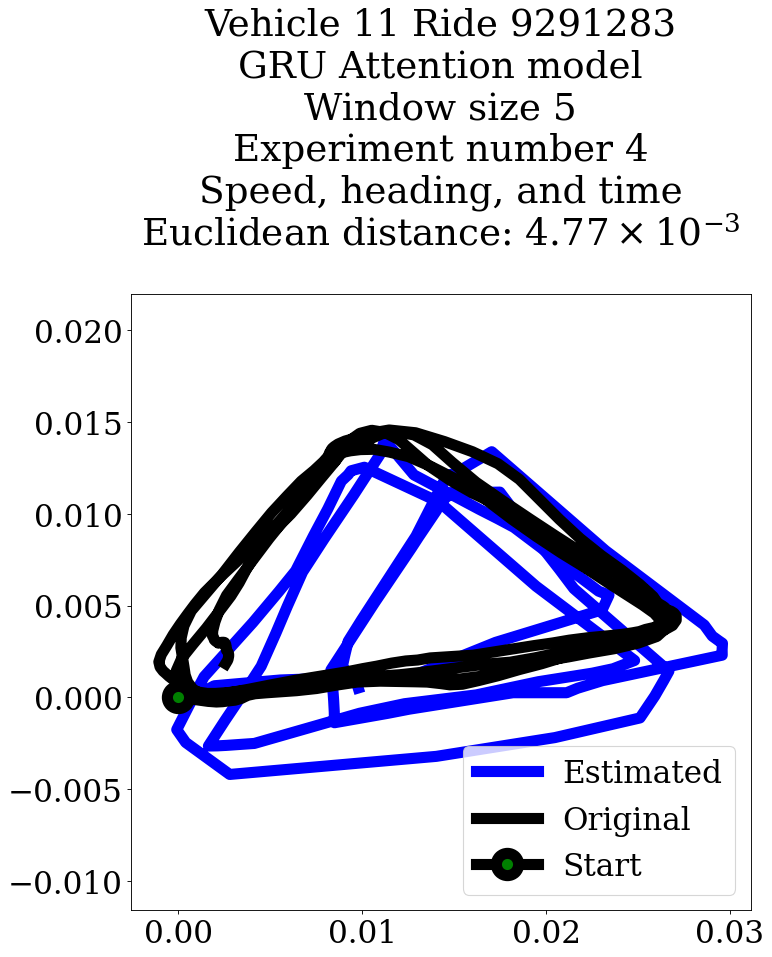 Vehicle 11 Ride 9291283
GRU Attention model
Window size 5
Experiment number 4
Speed, heading, and time
Euclidean distance: 4.77 × 10⁻³
0.020
0.015
0.010
0.005
0.000
−0.005
−0.010
Estimated
Original
Start
0.00 0.01 0.02 0.03